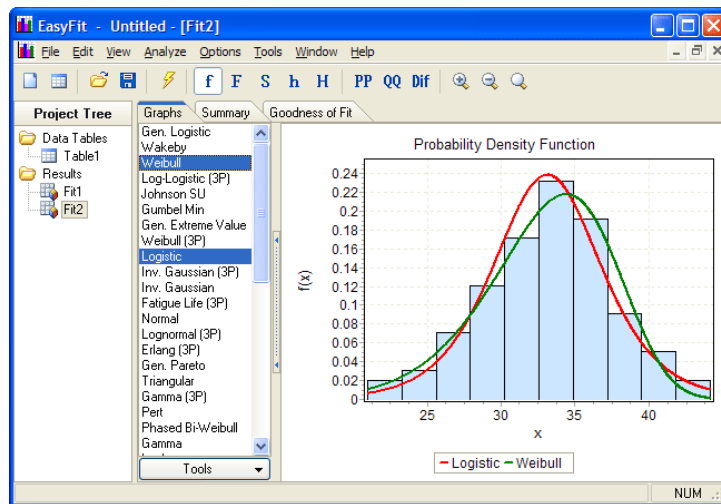 EasyFit - Untitled - [Fit2]
File Edit View Analyze Options Tools Window Help
f F S h H PP QQ Dif
Project Tree
Data Tables
Table1
Results
Fit1
Fit2
Graphs Summary Goodness of Fit
Gen. Logistic
Wakeby
Weibull
Log-Logistic (3P)
Johnson SU
Gumbel Min
Gen. Extreme Value
Weibull (3P)
Logistic
Inv. Gaussian (3P)
Inv. Gaussian
Fatigue Life (3P)
Normal
Lognormal (3P)
Erlang (3P)
Gen. Pareto
Triangular
Gamma (3P)
Pert
Phased Bi-Weibull
Gamma
Tools
Probability Density Function
f(x)
0.24
0.22
0.2
0.18
0.16
0.14
0.12
0.1
0.08
0.06
0.04
0.02
0
25 30 35 40
x
Logistic Weibull
NUM